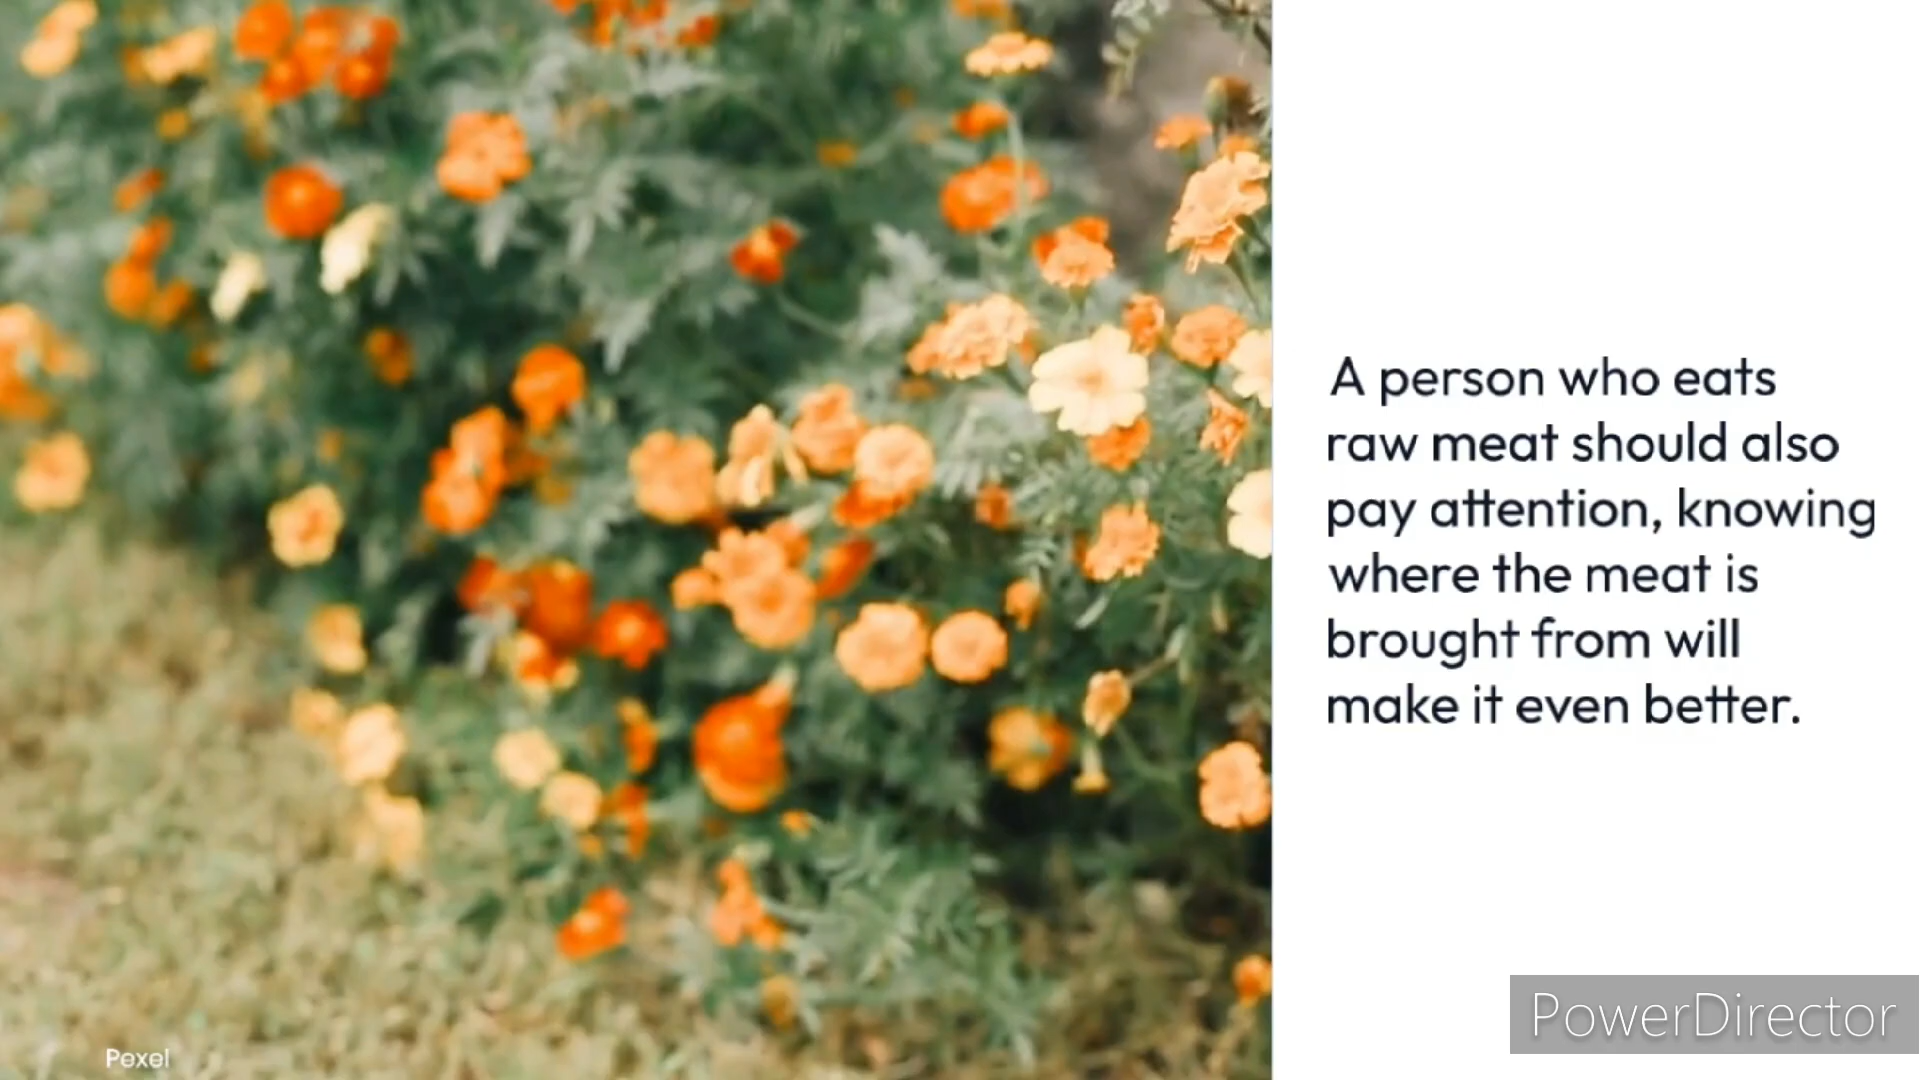 A person who eats
raw meat should also
pay attention, knowing
where the meat is
brought from will
make it even better.
PowerDirector
Pexel